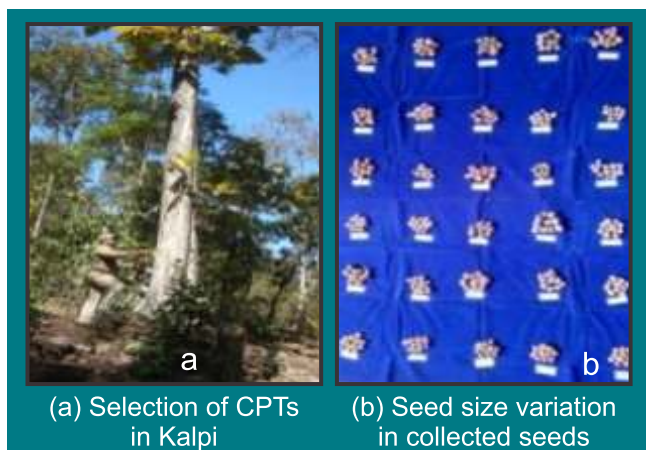 a
b
(a) Selection of CPTs
in Kalpi
(b) Seed size variation
in collected seeds